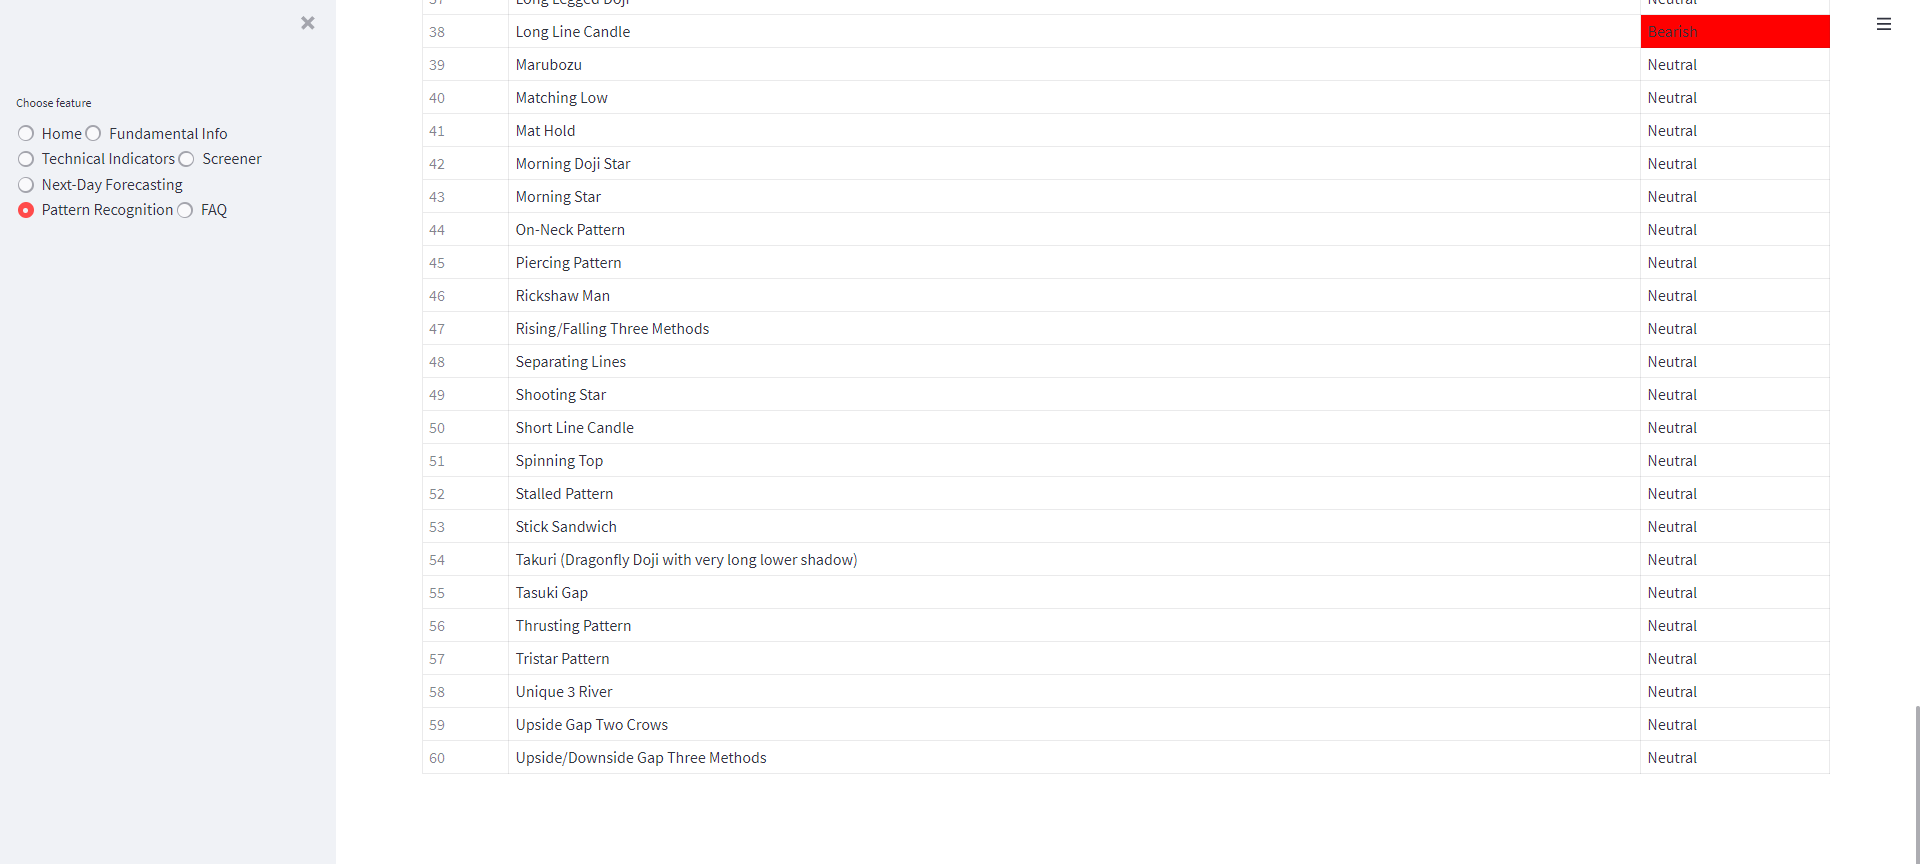 Choose feature
Home Fundamental Info
Technical Indicators Screener
Next-Day Forecasting
Pattern Recognition FAQ
37 Long Legged Doji Neutral
38 Long Line Candle Bearish
39 Marubozu Neutral
40 Matching Low Neutral
41 Mat Hold Neutral
42 Morning Doji Star Neutral
43 Morning Star Neutral
44 On-Neck Pattern Neutral
45 Piercing Pattern Neutral
46 Rickshaw Man Neutral
47 Rising/Falling Three Methods Neutral
48 Separating Lines Neutral
49 Shooting Star Neutral
50 Short Line Candle Neutral
51 Spinning Top Neutral
52 Stalled Pattern Neutral
53 Stick Sandwich Neutral
54 Takuri (Dragonfly Doji with very long lower shadow) Neutral
55 Tasuki Gap Neutral
56 Thrusting Pattern Neutral
57 Tristar Pattern Neutral
58 Unique 3 River Neutral
59 Upside Gap Two Crows Neutral
60 Upside/Downside Gap Three Methods Neutral